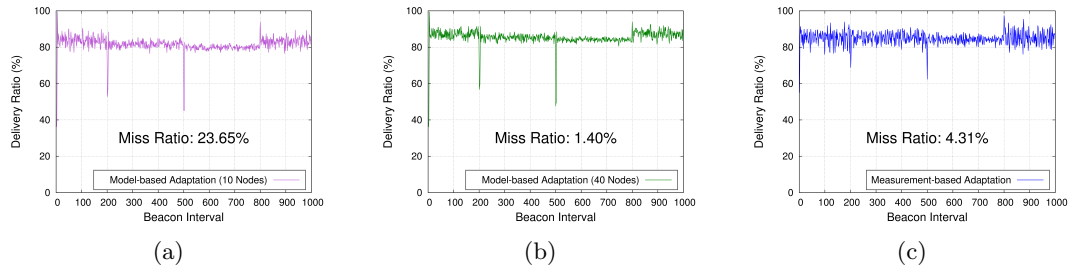 Delivery Ratio (%)
100
80
60
40
20
0
Miss Ratio: 23.65%
Model-based Adaptation (10 Nodes)
0 100 200 300 400 500 600 700 800 900 1000
Beacon Interval
(a)
Delivery Ratio (%)
100
80
60
40
20
0
Miss Ratio: 1.40%
Model-based Adaptation (40 Nodes)
0 100 200 300 400 500 600 700 800 900 1000
Beacon Interval
(b)
Delivery Ratio (%)
100
80
60
40
20
0
Miss Ratio: 4.31%
Measurement-based Adaptation
0 100 200 300 400 500 600 700 800 900 1000
Beacon Interval
(c)